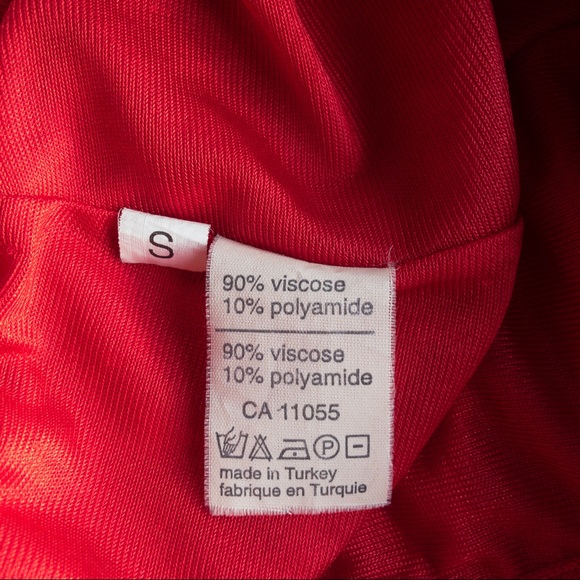 S
90% viscose
10% polyamide
90% viscose
10% polyamide
CA 11055
P
made in Turkey
fabrique en Turquie